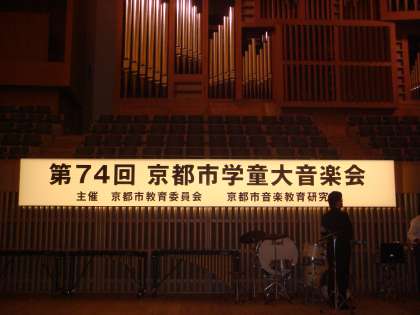 第74回 京都市学童大音楽会
主催 京都市教育委員会 京都市音楽教育研究